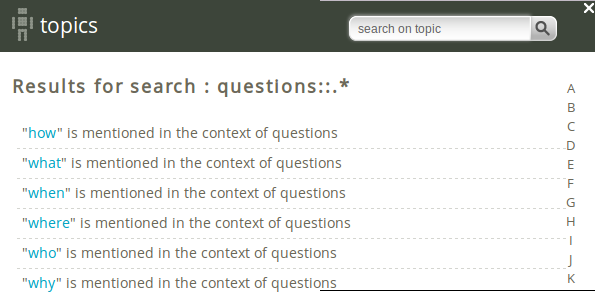 topics
search on topic
Results for search : questions::.*
"how" is mentioned in the context of questions
"what" is mentioned in the context of questions
"when" is mentioned in the context of questions
"where" is mentioned in the context of questions
"who" is mentioned in the context of questions
"why" is mentioned in the context of questions
A
B
C
D
E
F
G
H
I
J
K